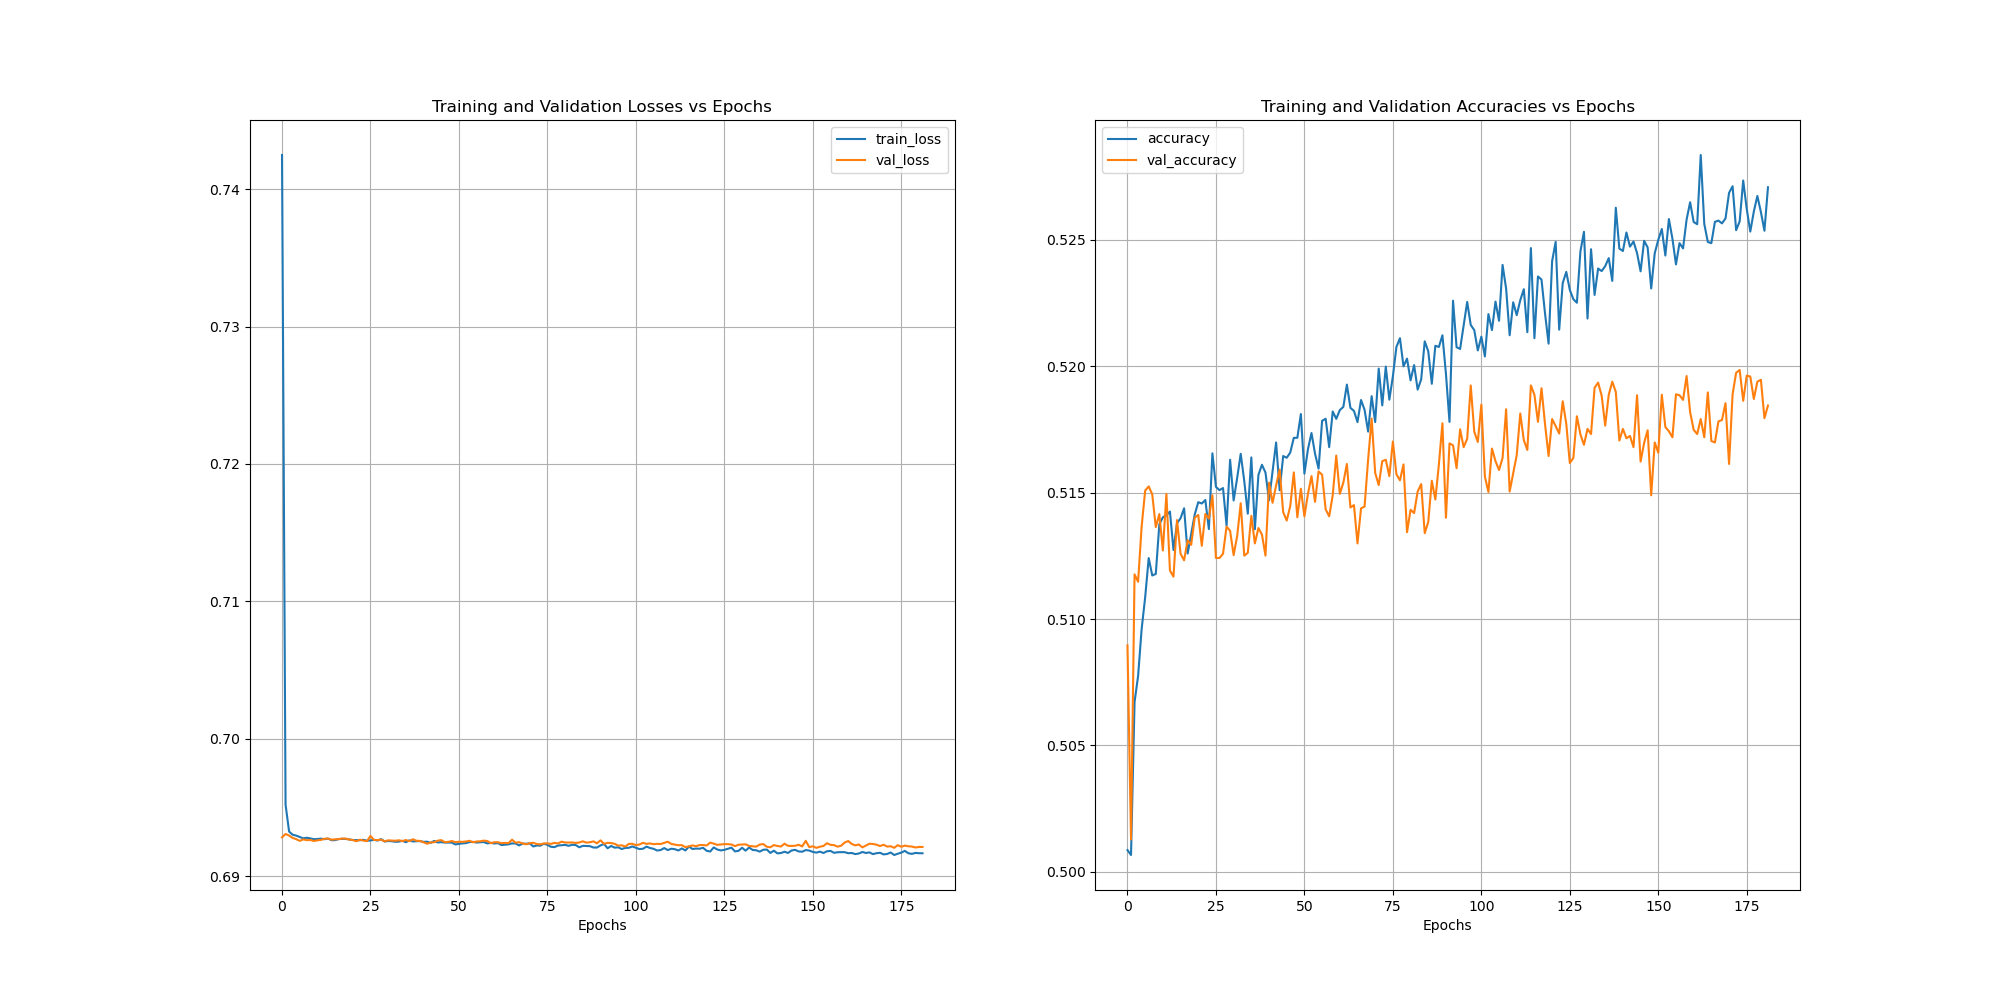 Training and Validation Losses vs Epochs
train_loss
val_loss
0.74
0.73
0.72
0.71
0.70
0.69
0 25 50 75 100 125 150 175
Epochs
Training and Validation Accuracies vs Epochs
accuracy
val_accuracy
0.525
0.520
0.515
0.510
0.505
0.500
0 25 50 75 100 125 150 175
Epochs